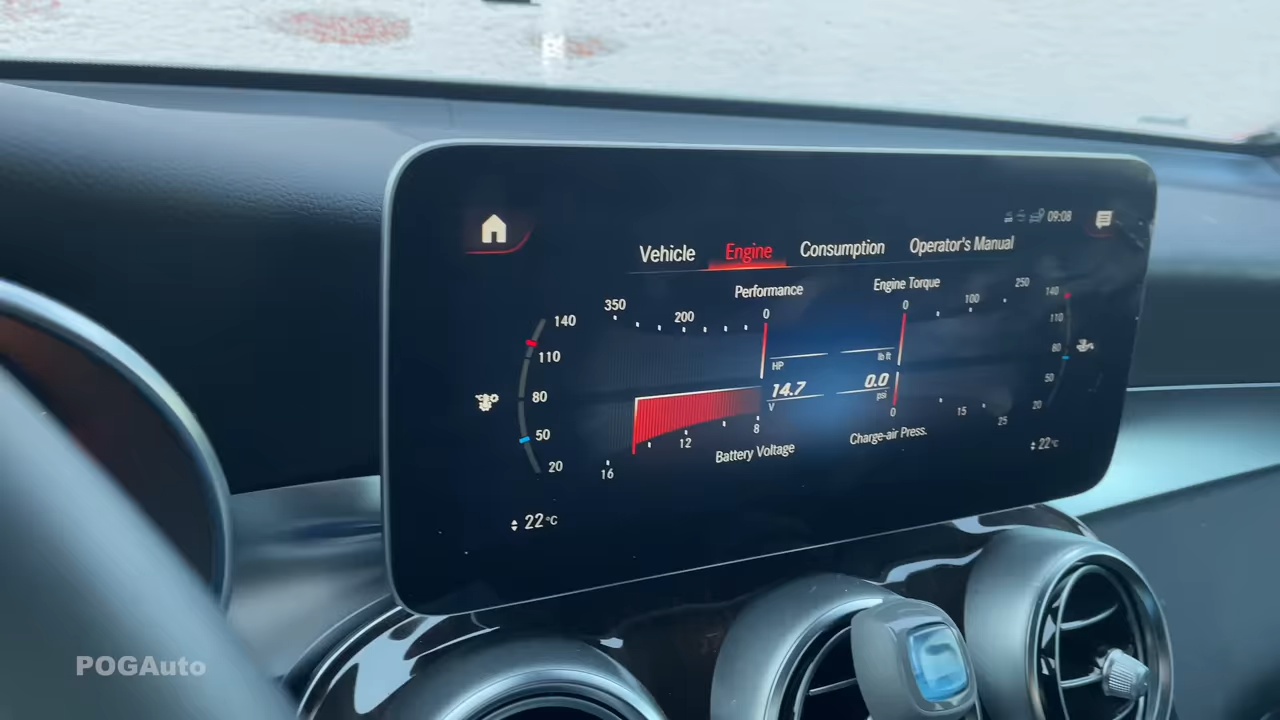 09:08
Vehicle Engine Consumption Operator's Manual
Performance
Engine Torque
350 200 0
0 100 250
140 110 80 50 20
140 110 80 50 20
HP
lb ft
14.7
V
0.0
psi
16 12 8
0 15 25
Battery Voltage
Charge-air Press.
22°C
22°C
POGAuto